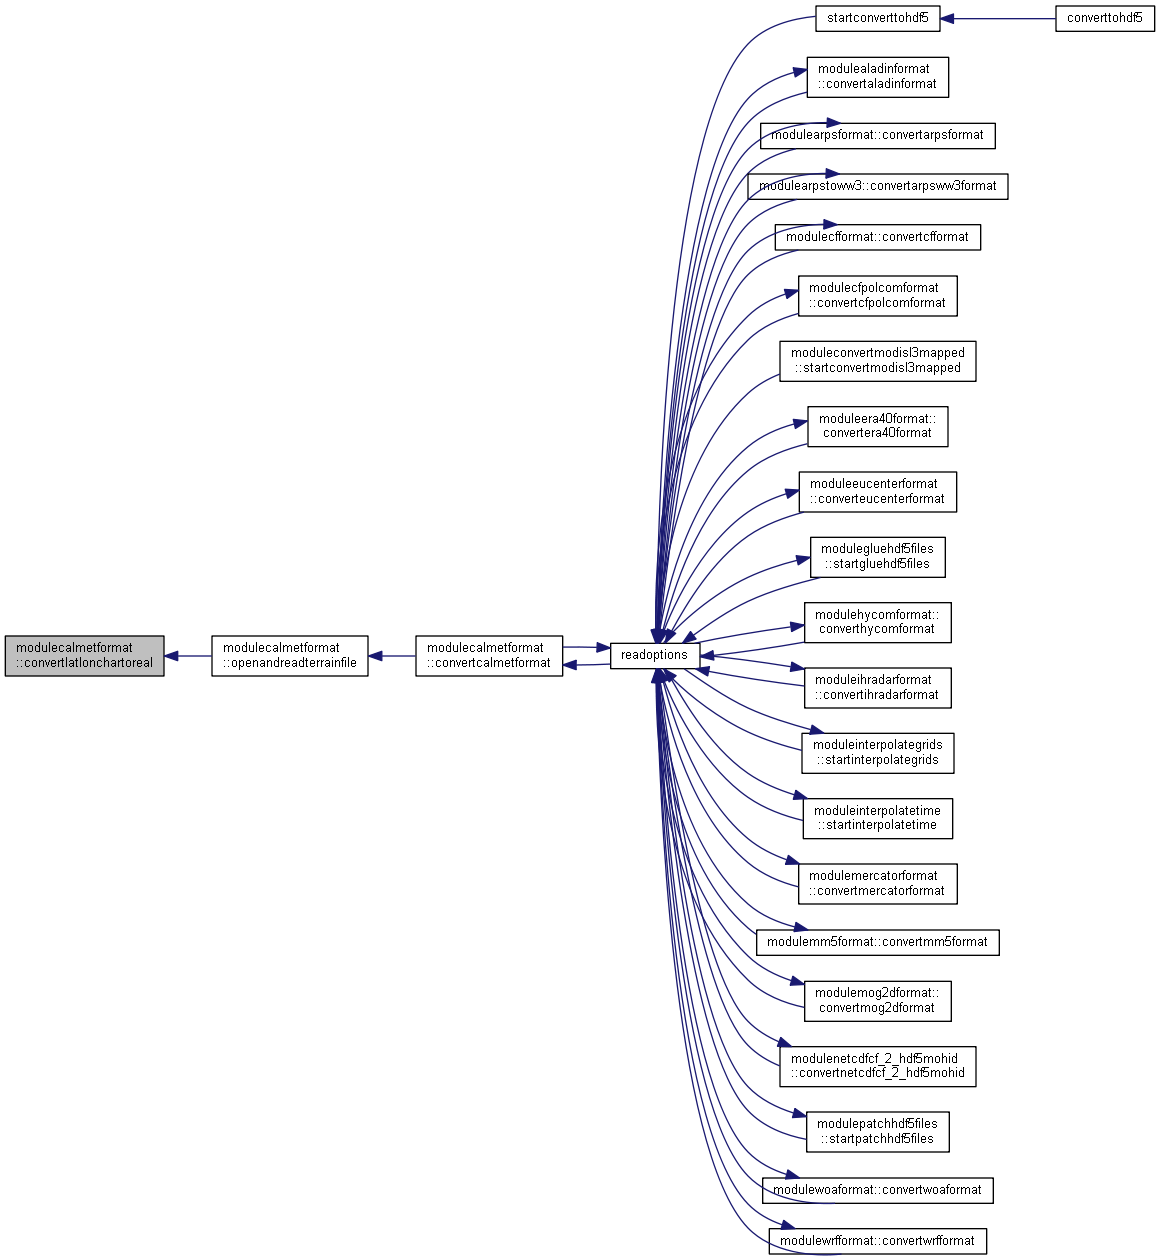 startconverttohdf5
converttohdf5
modulealadinformat
::convertaladinformat
modulearpsformat::convertarpsformat
modulearpstoww3::convertarpsww3format
modulecfformat::convertcfformat
modulecfpolcomformat
::convertcfpolcomformat
moduleconvertmodisl3mapped
::startconvertmodisl3mapped
moduleera40format::
convertera40format
moduleeucenterformat
::converteucenterformat
modulegluehdf5files
::startgluehdf5files
modulehycomformat::
converthycomformat
modulecalmetformat
::convertlatlonchartoreal
modulecalmetformat
::openandreadterrainfile
modulecalmetformat
::convertcalmetformat
readoptions
moduleihradarformat
::convertihradarformat
moduleinterpolategrids
::startinterpolategrids
moduleinterpolatetime
::startinterpolatetime
modulemercatorformat
::convertmercatorformat
modulemm5format::convertmm5format
modulemog2dformat::
convertmog2dformat
modulenetcdfcf_2_hdf5mohid
::convertnetcdfcf_2_hdf5mohid
modulepatchhdf5files
::startpatchhdf5files
modulewoaformat::convertwoaformat
modulewrfformat::convertwrfformat